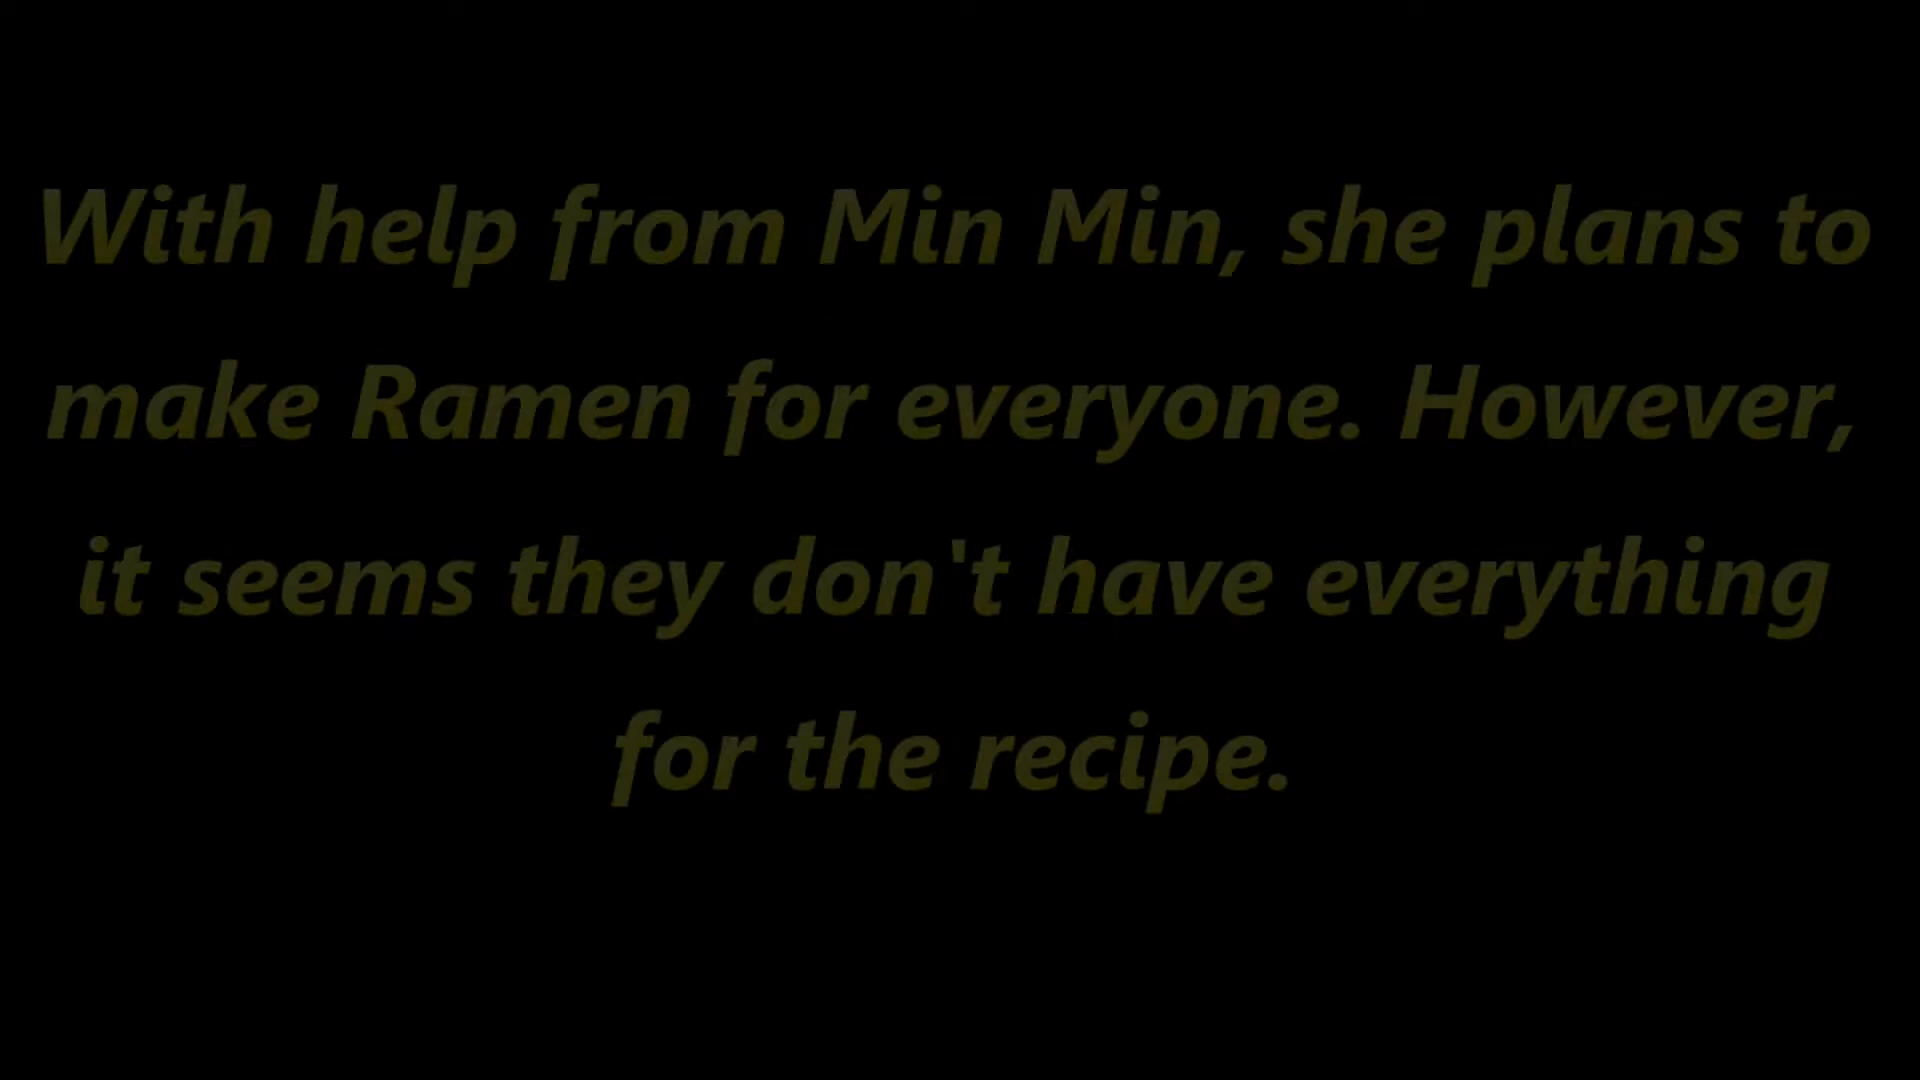 With help from Min Min, she plans to
make Ramen for everyone. However,
it seems they don't have everything
for the recipe.